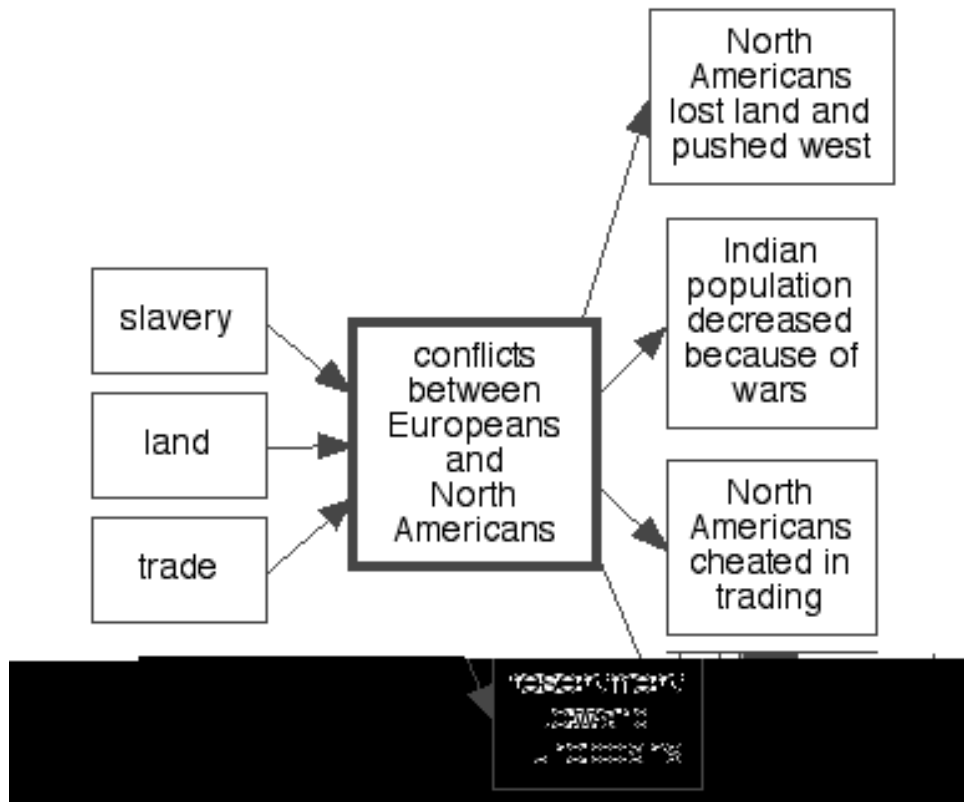 slavery
land
trade
conflicts
between
Europeans
and
North
Americans
North
Americans
lost land and
pushed west
Indian
population
decreased
because of
wars
North
Americans
cheated in
trading